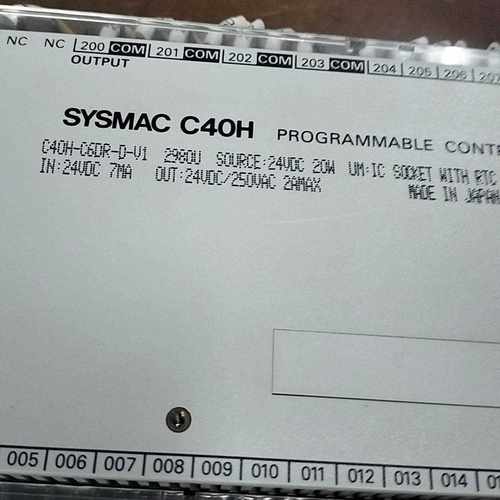 NC NC 200 COM 201 COM 202 COM 203 COM 204 205 206 207
OUTPUT
SYSMAC C40H PROGRAMMABLE CONT
C40H-C6DR-D-V1 2980U SOURCE:24VDC 20W UM:IC SOCKET WITH RTC
IN:24VDC 7MA OUT:24VDC/250VAC 2AMAX MADE IN JAPAN
005 006 007 008 009 010 011 012 013 014